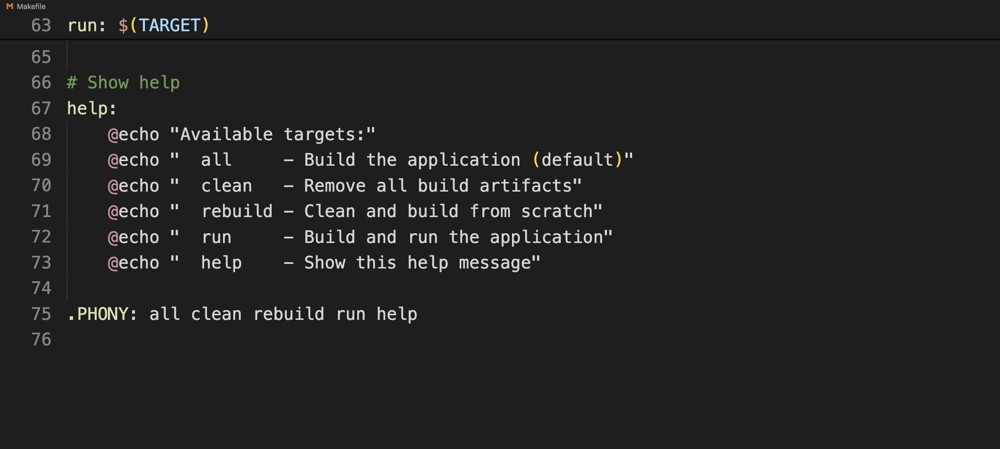 Makefile
63 run: $(TARGET)
65
66 # Show help
67 help:
68     @echo "Available targets:"
69     @echo "  all     - Build the application (default)"
70     @echo "  clean   - Remove all build artifacts"
71     @echo "  rebuild - Clean and build from scratch"
72     @echo "  run     - Build and run the application"
73     @echo "  help    - Show this help message"
74
75 .PHONY: all clean rebuild run help
76